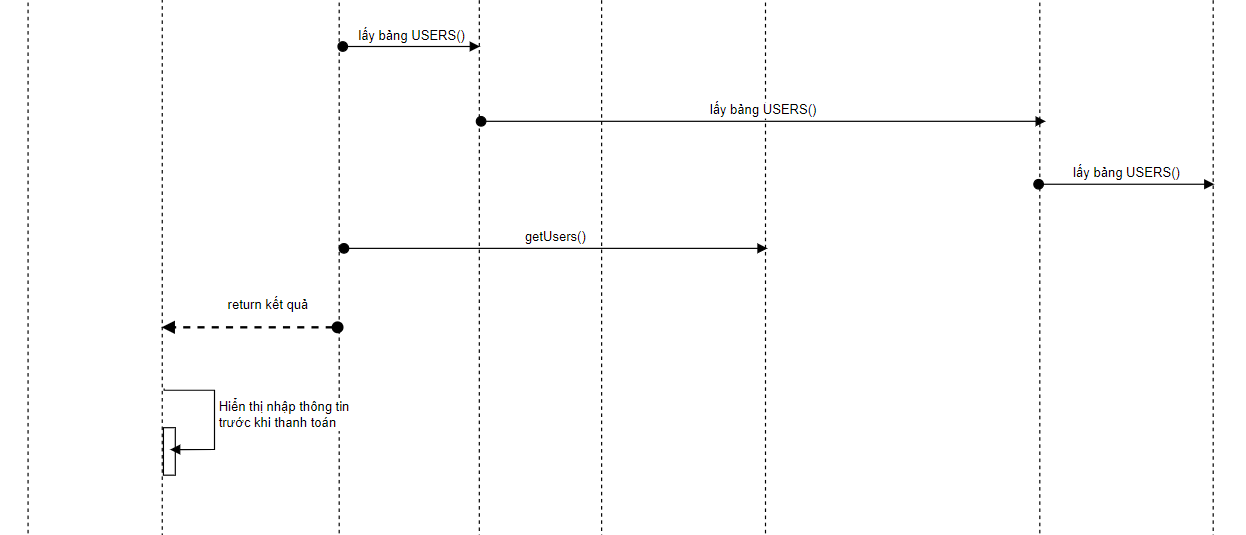 lấy bảng USERS()
lấy bảng USERS()
lấy bảng USERS()
getUsers()
return kết quả
Hiển thị nhập thông tin
trước khi thanh toán